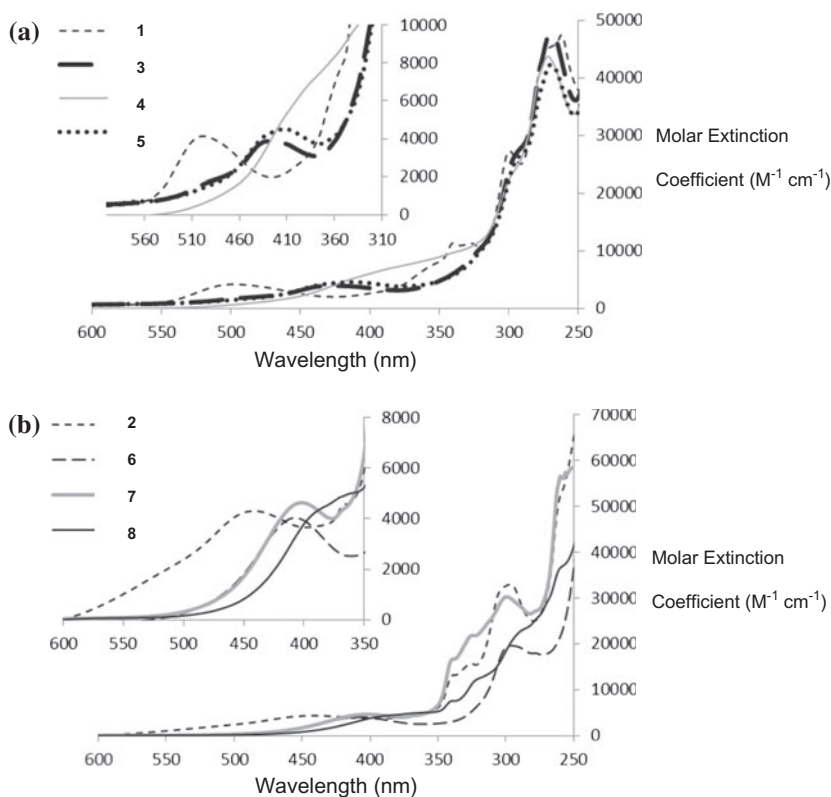 (a)
1
3
4
5
10000
8000
6000
4000
2000
0
560 510 460 410 360 310
50000
40000
30000
20000
10000
0
Molar Extinction
Coefficient (M-1 cm-1)
600 550 500 450 400 350 300 250
Wavelength (nm)
(b)
2
6
7
8
8000
6000
4000
2000
0
600 550 500 450 400 350
70000
60000
50000
40000
30000
20000
10000
0
Molar Extinction
Coefficient (M-1 cm-1)
600 550 500 450 400 350 300 250
Wavelength (nm)